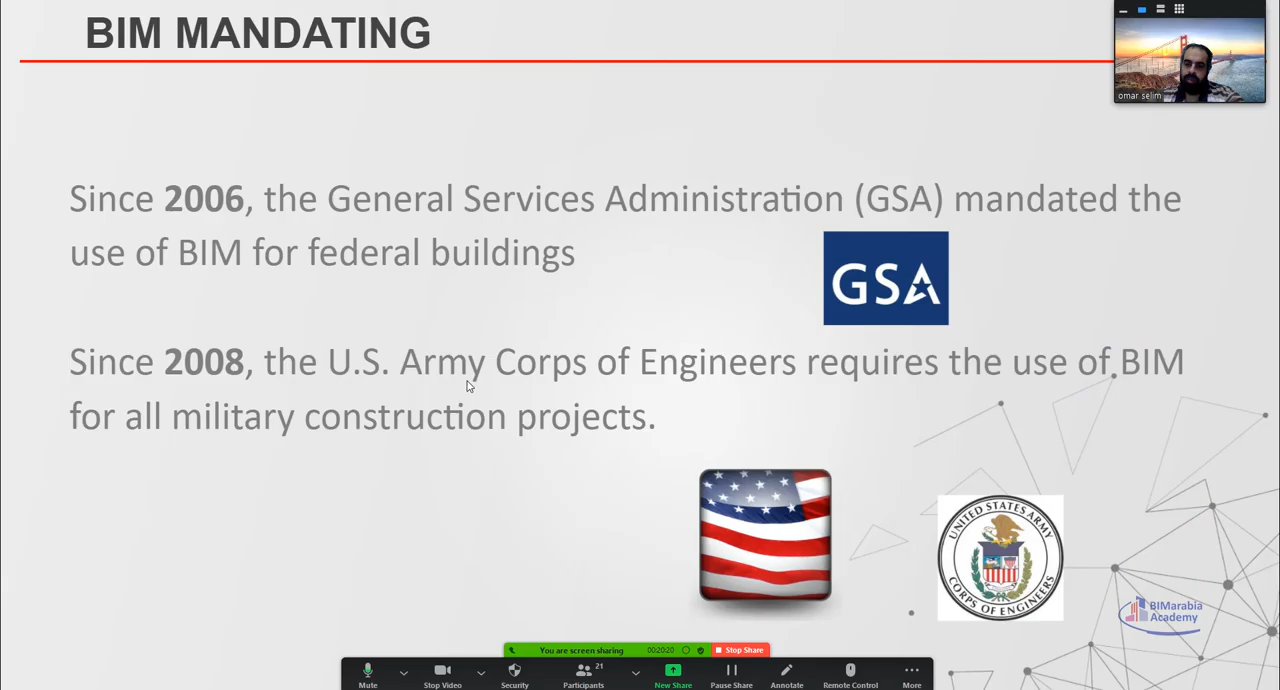 BIM MANDATING
omar selim
Since 2006, the General Services Administration (GSA) mandated the
use of BIM for federal buildings
GSA
Since 2008, the U.S. Army Corps of Engineers requires the use of BIM
for all military construction projects.
UNITED STATES ARMY
CORPS OF ENGINEERS
BIMarabia
Academy
You are screen sharing
00:20:20
Stop Share
Mute
Stop Video
Security
Participants
21
New Share
Pause Share
Annotate
Remote Control
More